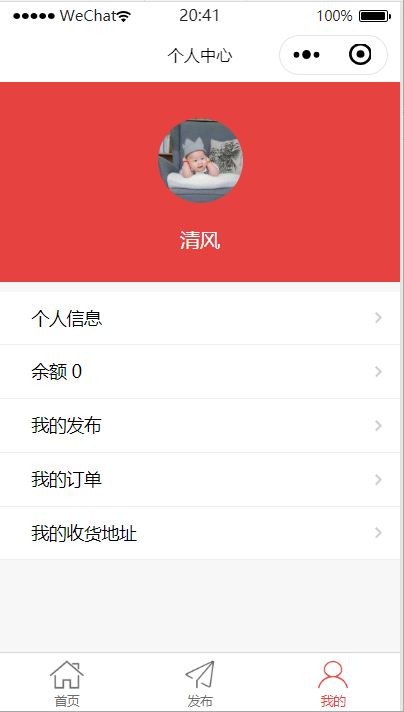 WeChat 20:41 100%
个人中心
清风
个人信息
余额 0
我的发布
我的订单
我的收货地址
首页 发布 我的